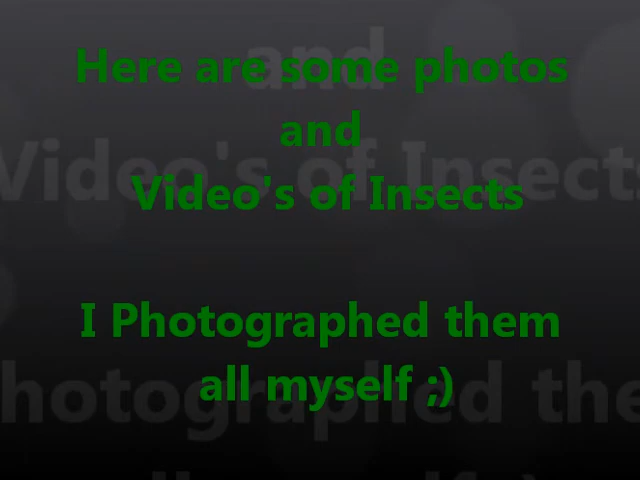 Here are some photos
and
Video's of Insects
I Photographed them
all myself ;)